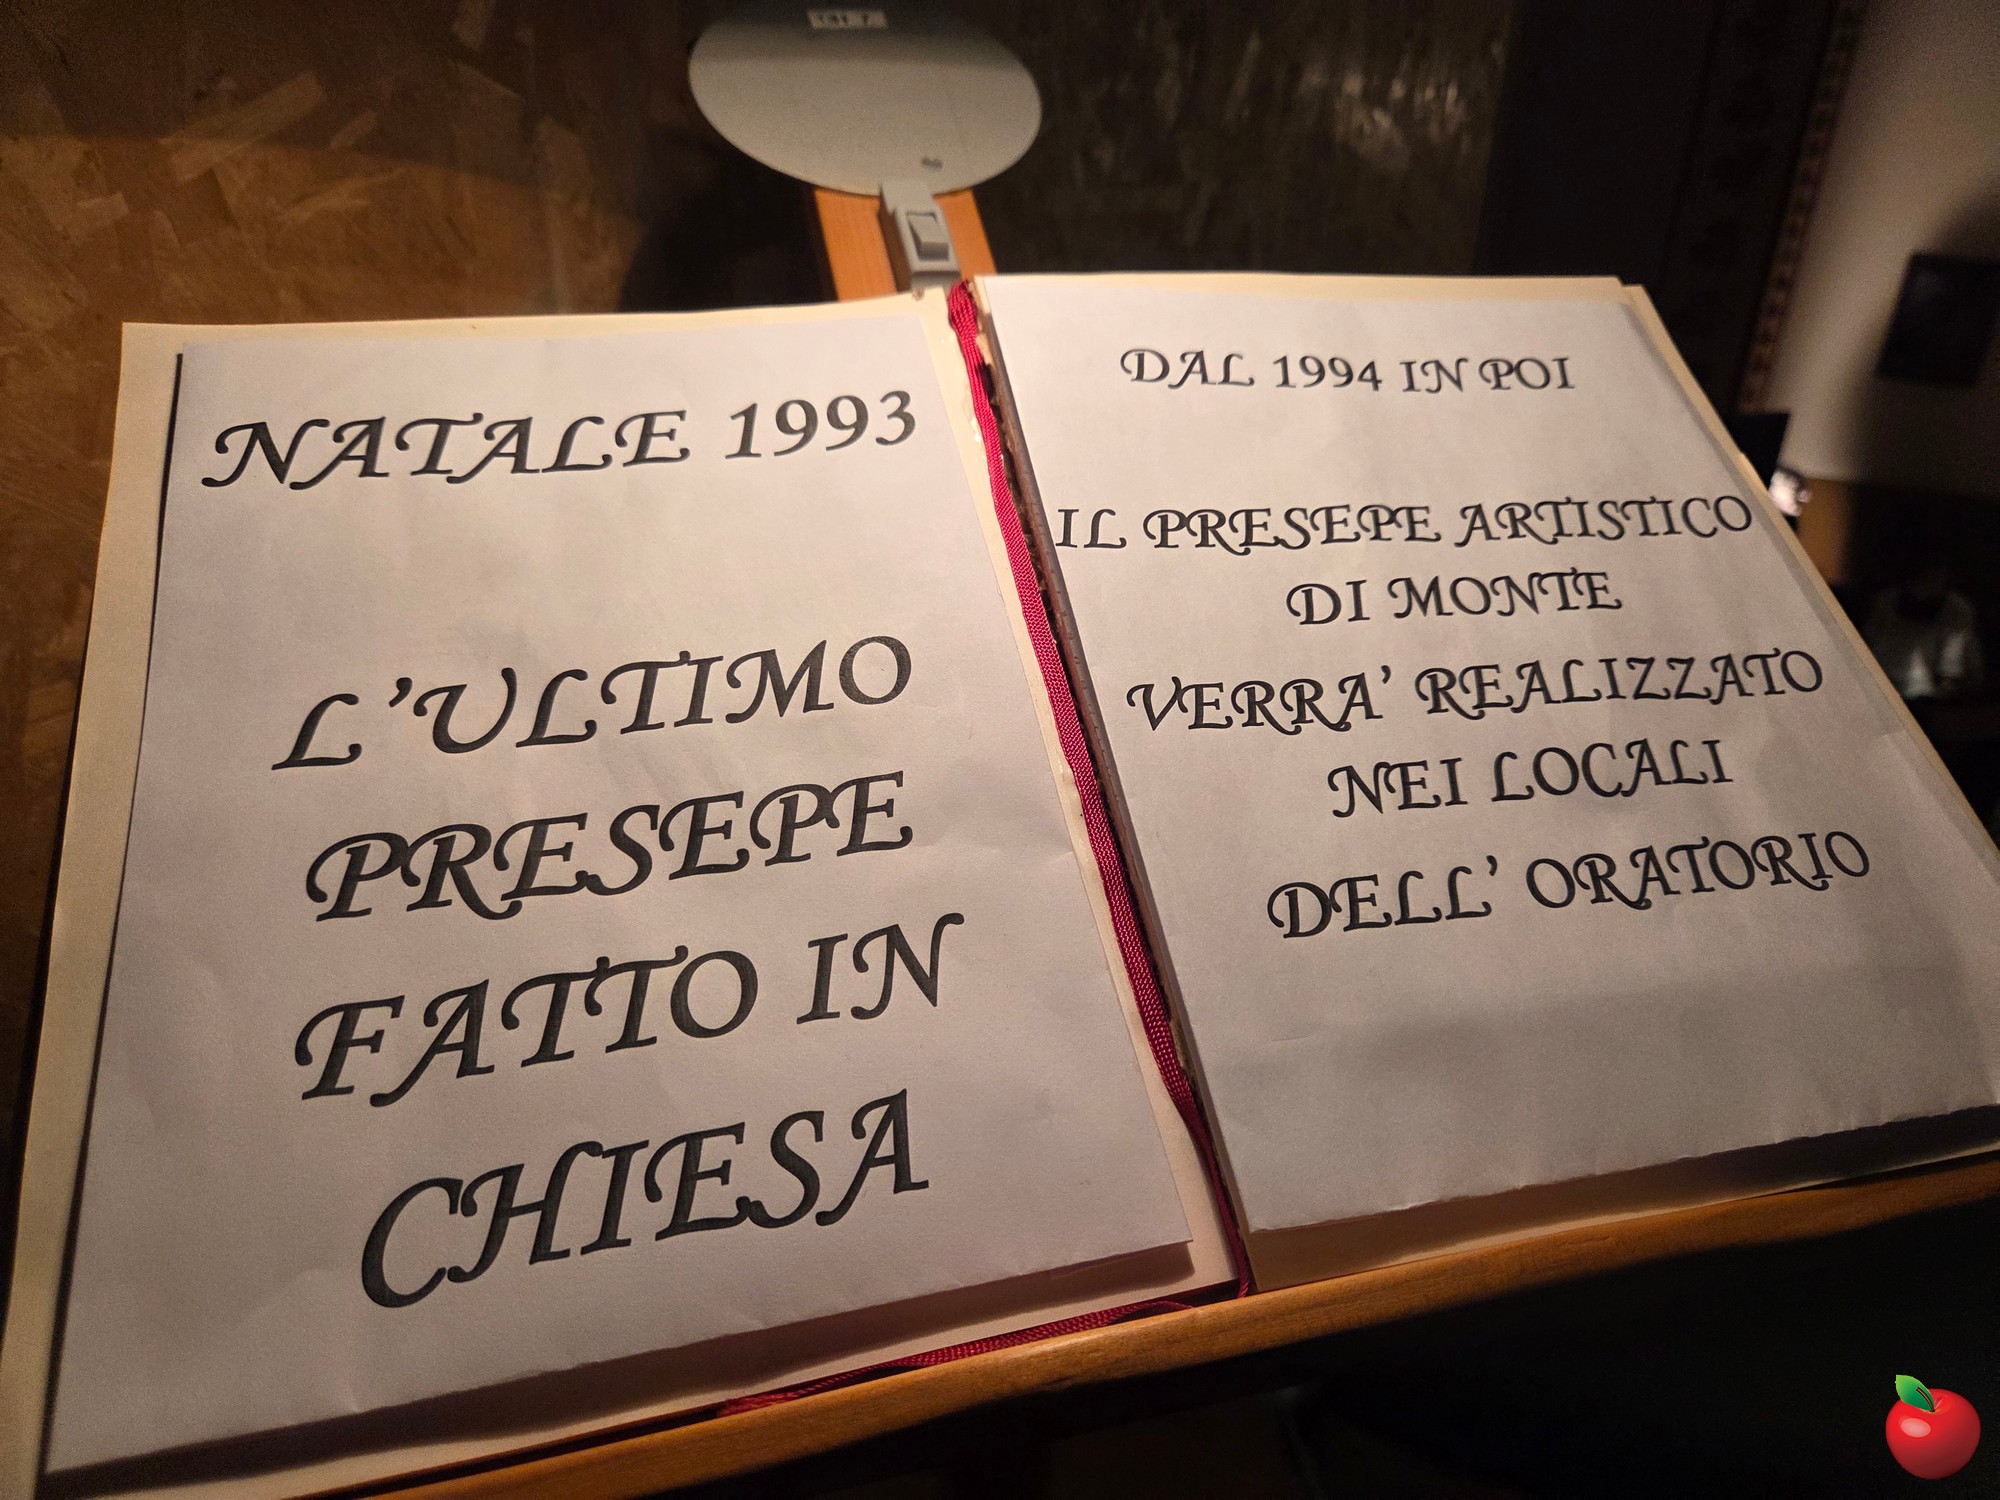 NATALE 1993
L'ULTIMO
PRESEPE
FATTO IN
CHIESA
DAL 1994 IN POI
IL PRESEPE ARTISTICO
DI MONTE
VERRA' REALIZZATO
NEI LOCALI
DELL' ORATORIO